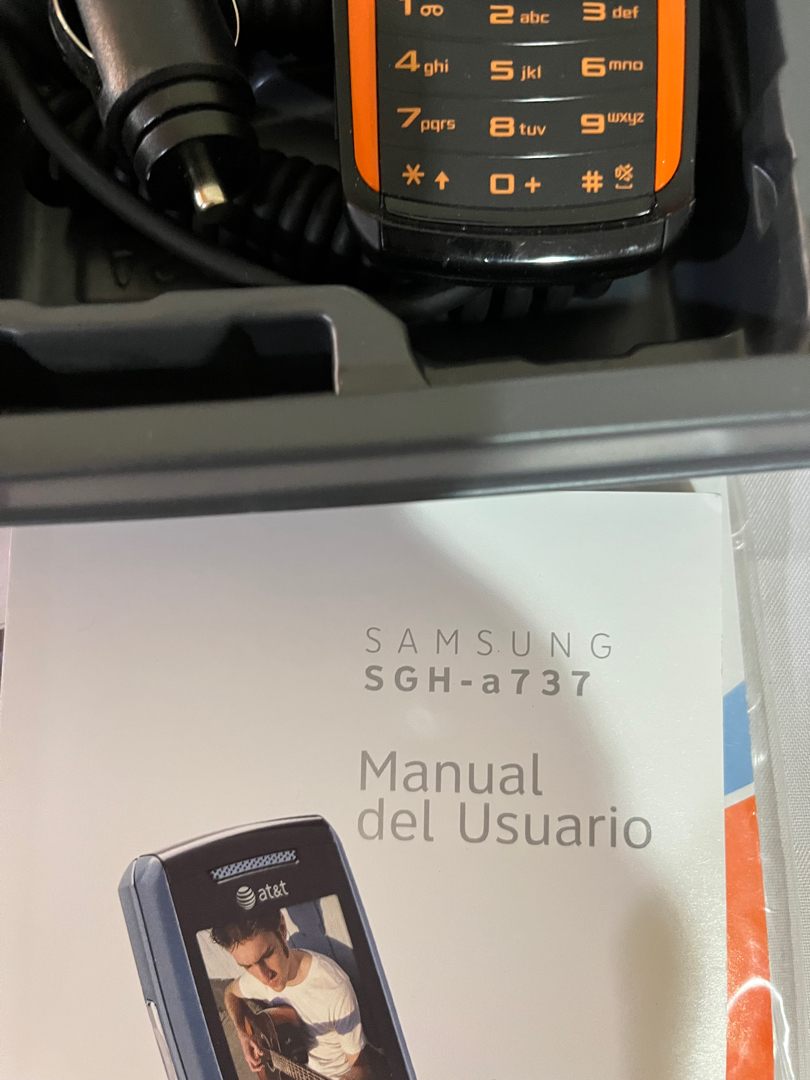 1
2 abc
3 def
4 ghi
5 jkl
6 mno
7 pqrs
8 tuv
9 wxyz
*
0 +
#
SAMSUNG
SGH-a737
Manual
del Usuario
at&t